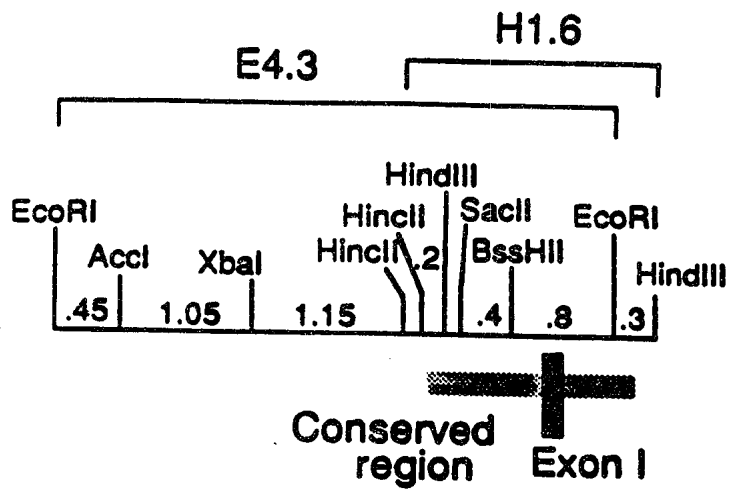 H1.6
E4.3
HindIII
EcoRI
HincII
SacII
EcoRI
AccI
XbaI
HincII
.2
BssHII
HindIII
.45
1.05
1.15
.4
.8
.3
Conserved
region
Exon I